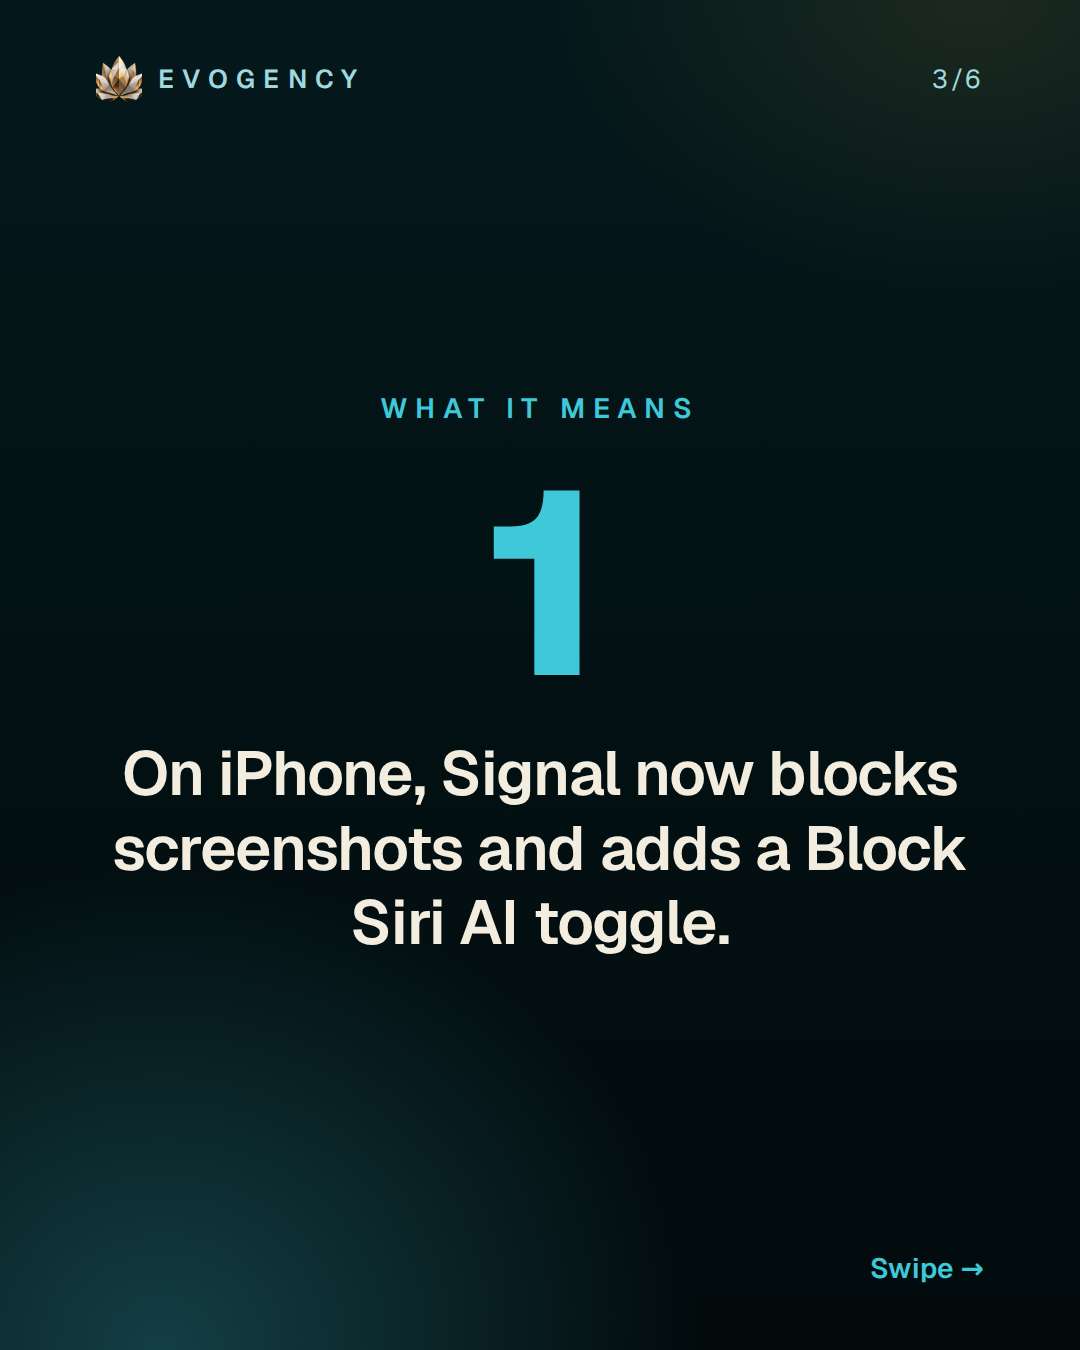 EVOGENCY
3/6
WHAT IT MEANS
1
On iPhone, Signal now blocks
screenshots and adds a Block
Siri AI toggle.
Swipe →